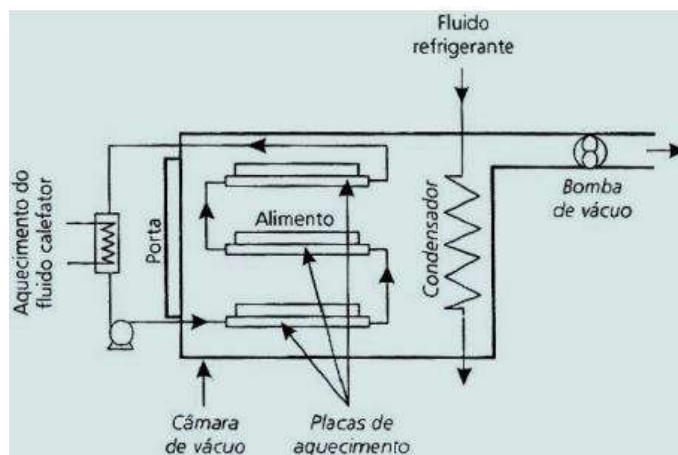 Fluido
refrigerante
Aquecimento do
fluido calefator
Porta
Alimento
Condensador
Bomba
de vácuo
Câmara
de vácuo
Placas de
aquecimento